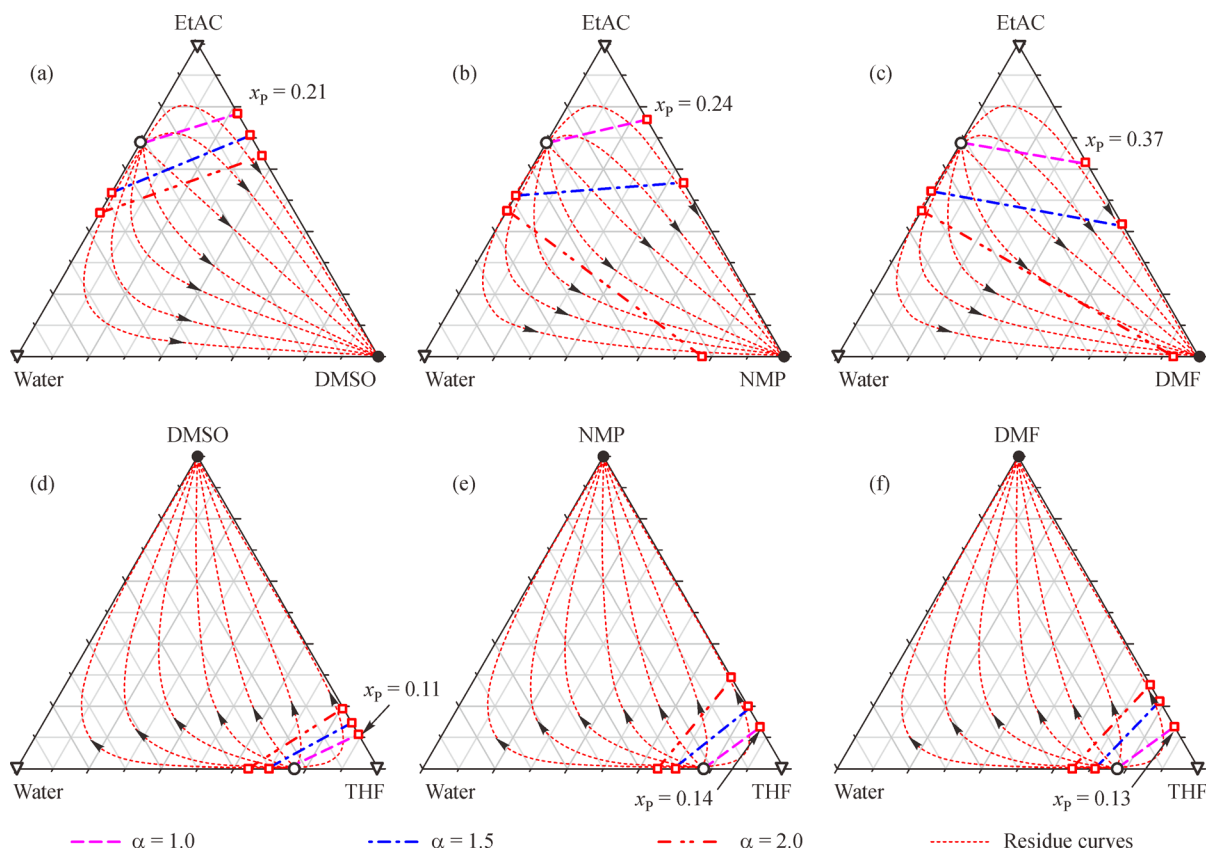 EtAC
EtAC
EtAC
(a)
(b)
(c)
xP = 0.21
xP = 0.24
xP = 0.37
Water
DMSO
Water
NMP
Water
DMF
DMSO
NMP
DMF
(d)
(e)
(f)
xP = 0.11
Water
THF
Water
THF
Water
THF
xP = 0.14
xP = 0.13
α = 1.0
α = 1.5
α = 2.0
Residue curves